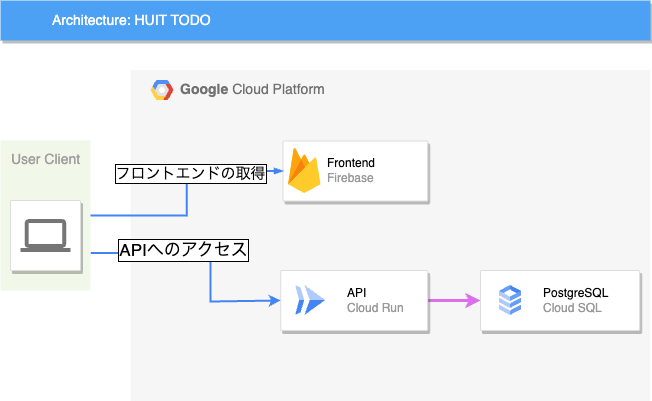 Architecture: HUIT TODO
Google Cloud Platform
User Client
フロントエンドの取得
Frontend
Firebase
APIへのアクセス
API
Cloud Run
PostgreSQL
Cloud SQL